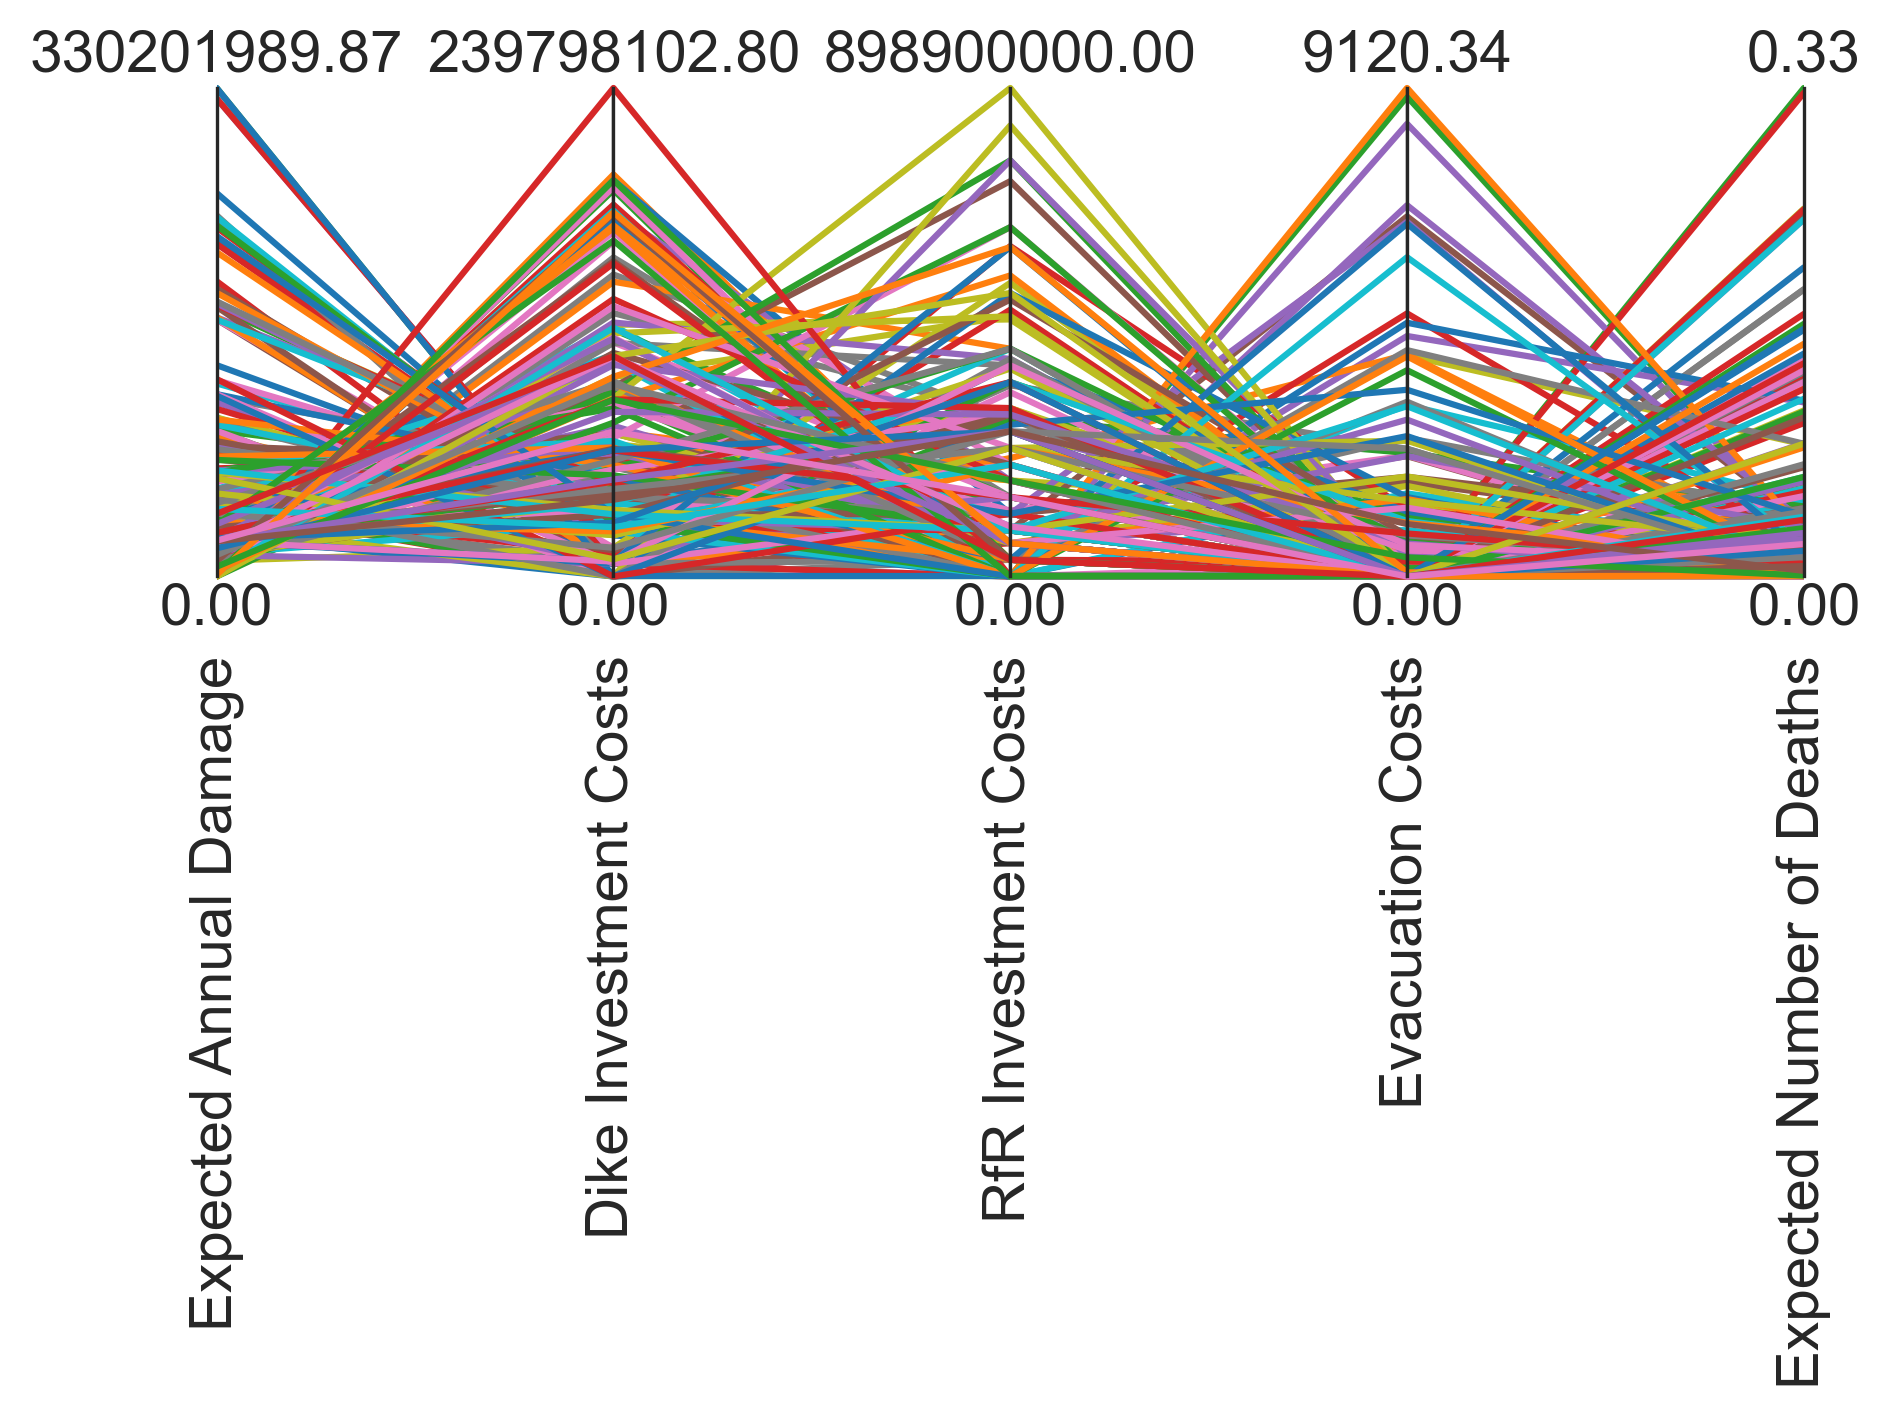 330201989.87
239798102.80
898900000.00
9120.34
0.33
0.00
0.00
0.00
0.00
0.00
Expected Annual Damage
Dike Investment Costs
RfR Investment Costs
Evacuation Costs
Expected Number of Deaths